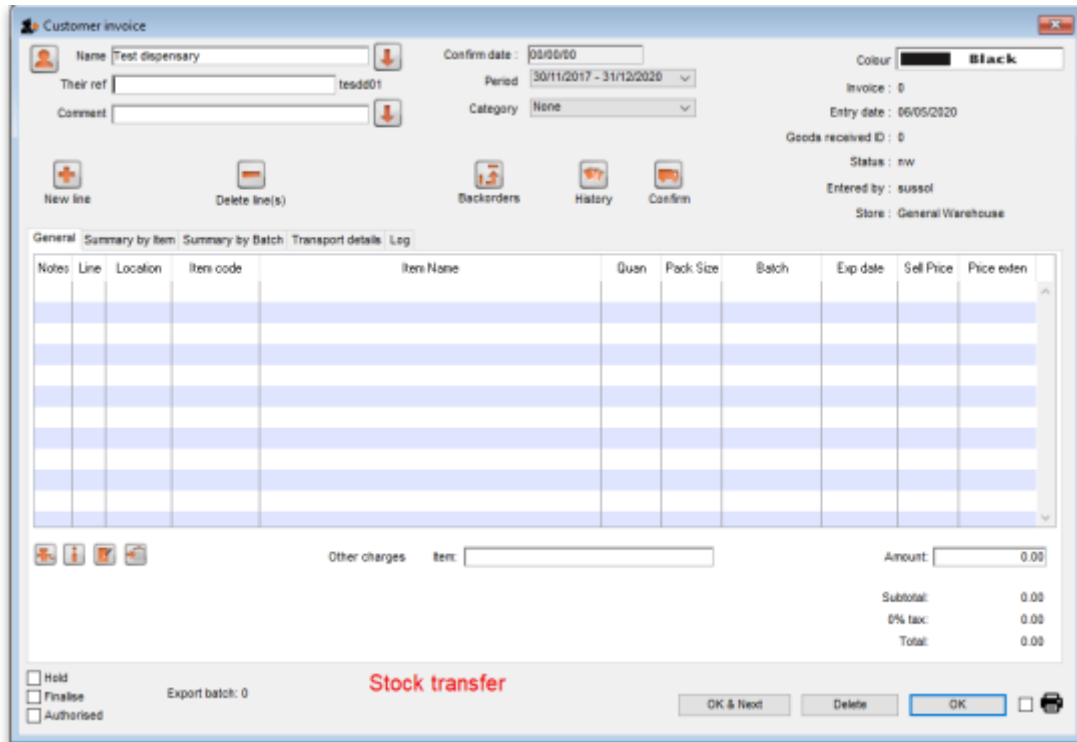 Customer invoice
Name Test dispensary
Their ref tesdd01
Comment
Confirm date : 00/00/00
Period 30/11/2017 - 31/12/2020
Category None
Colour Black
Invoice : 0
Entry date : 06/05/2020
Goods received ID : 0
Status : nw
Entered by : sussol
Store : General Warehouse
New line Delete line(s) Backorders History Confirm
General Summary by Item Summary by Batch Transport details Log
Notes Line Location Item code Item Name Quan Pack Size Batch Exp date Sell Price Price exten
Other charges Item: Amount: 0.00
Subtotal: 0.00
0% tax: 0.00
Total: 0.00
Hold
Finalise
Authorised
Export batch: 0
Stock transfer
OK & Next Delete OK